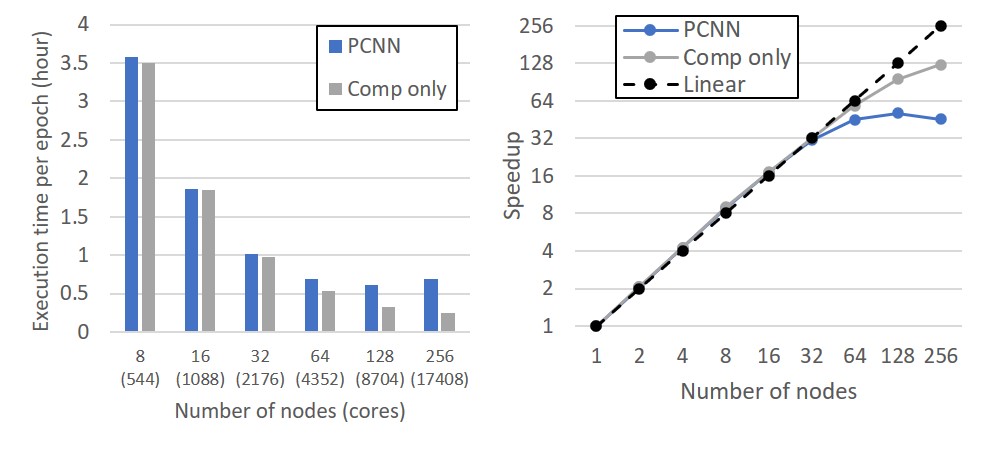 4
3.5
3
2.5
2
1.5
1
0.5
0
Execution time per epoch (hour)
PCNN
Comp only
8 16 32 64 128 256
(544) (1088) (2176) (4352) (8704) (17408)
Number of nodes (cores)
256
128
64
32
16
8
4
2
1
Speedup
PCNN
Comp only
Linear
1 2 4 8 16 32 64 128 256
Number of nodes